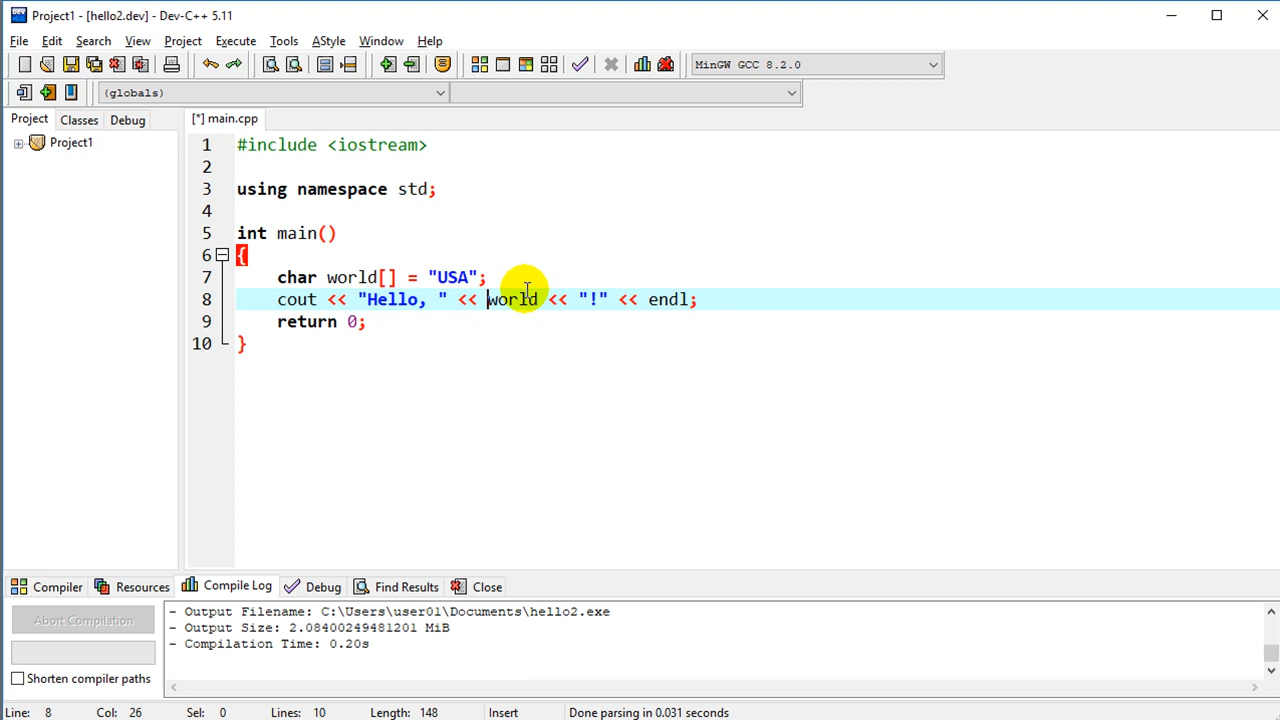 Project1 - [hello2.dev] - Dev-C++ 5.11
File Edit Search View Project Execute Tools AStyle Window Help
MinGW GCC 8.2.0
(globals)
Project Classes Debug [*] main.cpp
Project1
1 #include <iostream>
2
3 using namespace std;
4
5 int main()
6 {
7 char world[] = "USA";
8 cout << "Hello, " << world << "!" << endl;
9 return 0;
10 }
Compiler Resources Compile Log Debug Find Results Close
Abort Compilation
Shorten compiler paths
- Output Filename: C:\Users\user01\Documents\hello2.exe
- Output Size: 2.08400249481201 MiB
- Compilation Time: 0.20s
Line: 8 Col: 26 Sel: 0 Lines: 10 Length: 148 Insert Done parsing in 0.031 seconds